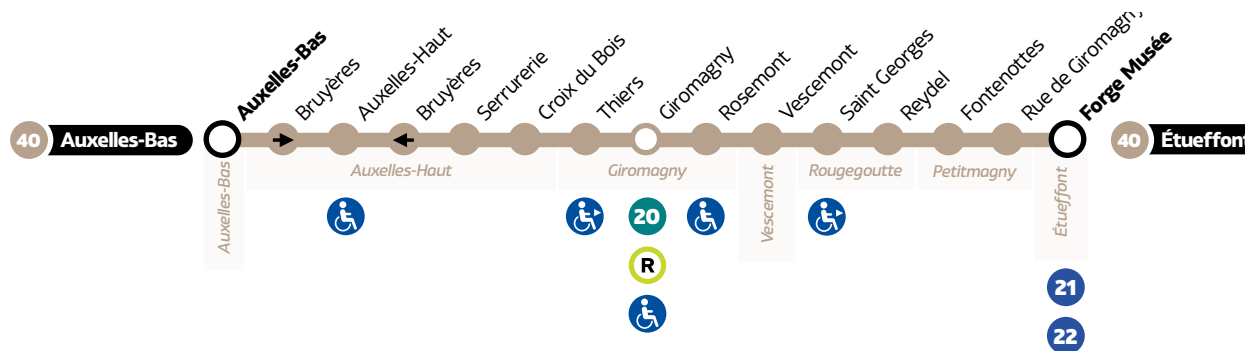 40 Auxelles-Bas
Auxelles-Bas
Bruyères
Auxelles-Haut
Bruyères
Serrurerie
Croix du Bois
Thiers
Giromagny
Rosemont
Vescemont
Saint Georges
Reydel
Fontenottes
Rue de Giromagny
Forge Musée
40 Étueffont
Auxelles-Bas
Auxelles-Haut
Giromagny
Vescemont
Rougegoutte
Petitmagny
Étueffont
20
R
21
22